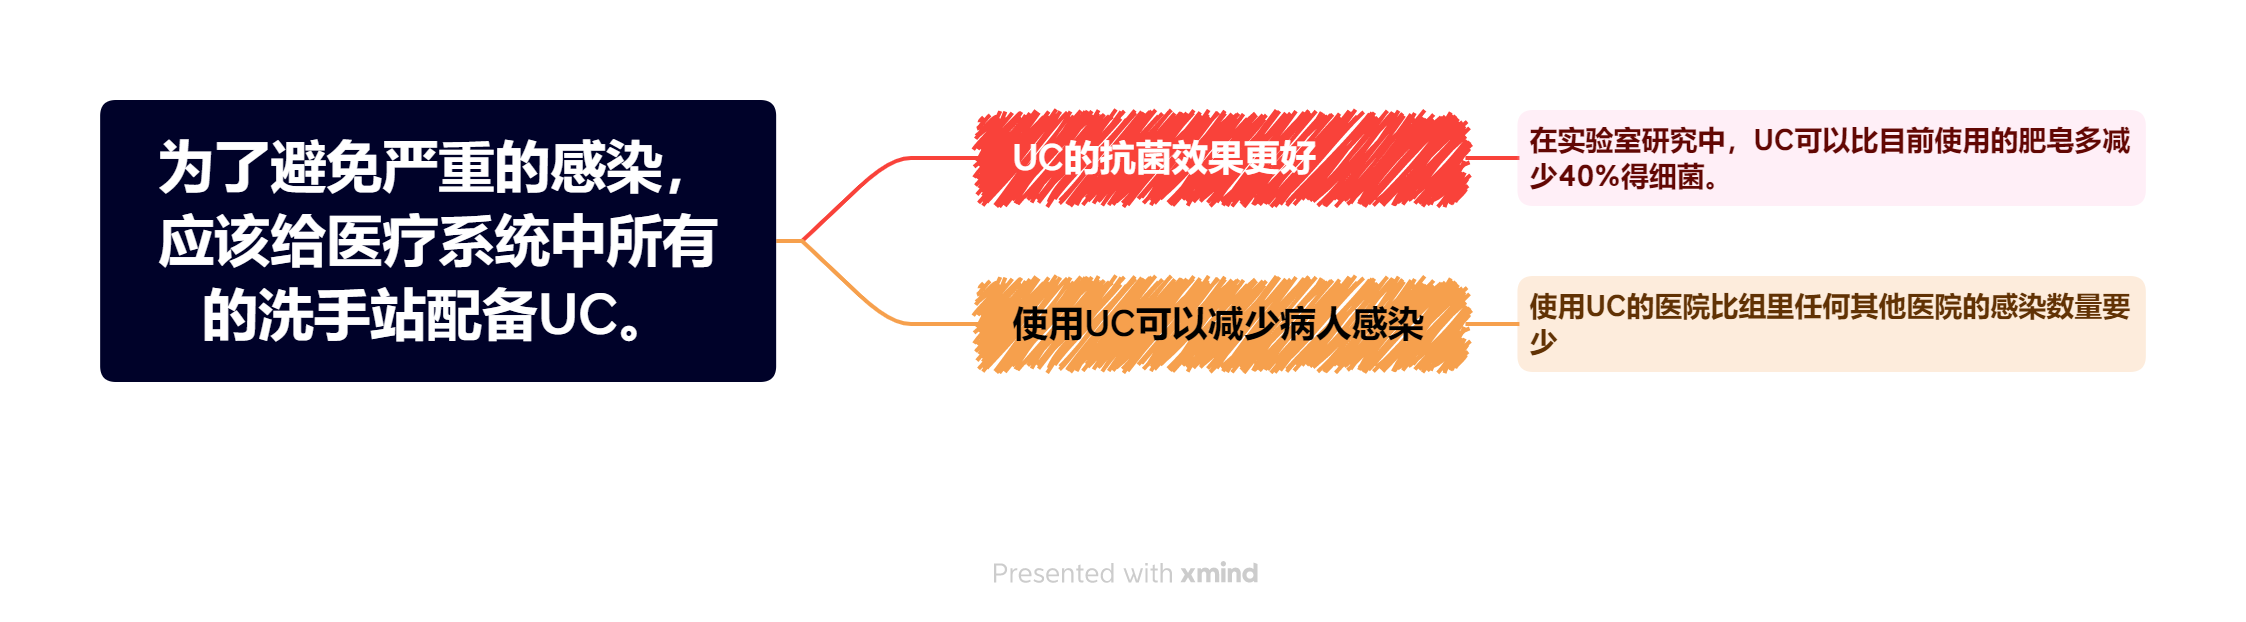 为了避免严重的感染，
应该给医疗系统中所有
的洗手站配备UC。
UC的抗菌效果更好
在实验室研究中，UC可以比目前使用的肥皂多减
少40%得细菌。
使用UC可以减少病人感染
使用UC的医院比组里任何其他医院的感染数量要
少
Presented with xmind